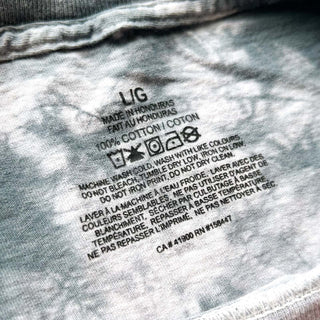 L/G
MADE IN HONDURAS
FAIT AU HONDURAS
100% COTTON / COTON
MACHINE WASH COLD. WASH WITH LIKE COLOURS.
DO NOT BLEACH. TUMBLE DRY LOW. IRON ON LOW.
DO NOT IRON PRINT. DO NOT DRY CLEAN.
LAVER À LA MACHINE À L'EAU FROIDE. LAVER AVEC DES
COULEURS SEMBLABLES. NE PAS UTILISER D'AGENT DE
BLANCHIMENT. SÉCHER PAR CULBUTAGE À BASSE
TEMPÉRATURE. REPASSER À BASSE TEMPÉRATURE.
NE PAS REPASSER L'IMPRIMÉ. NE PAS NETTOYER À SEC.
CA # 41900 RN #158447